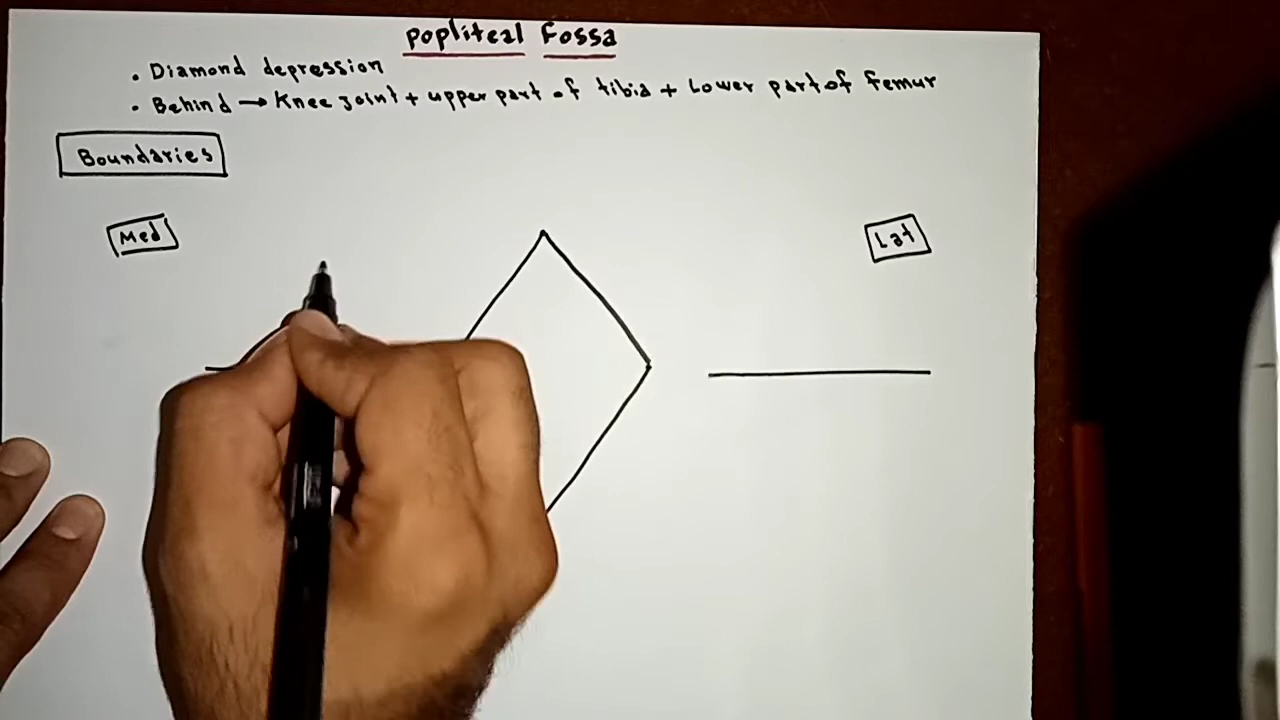 popliteal Fossa
. Diamond depression
. Behind → Knee Joint + upper part of tibia + Lower part of Femur
Boundaries
Med
Lat